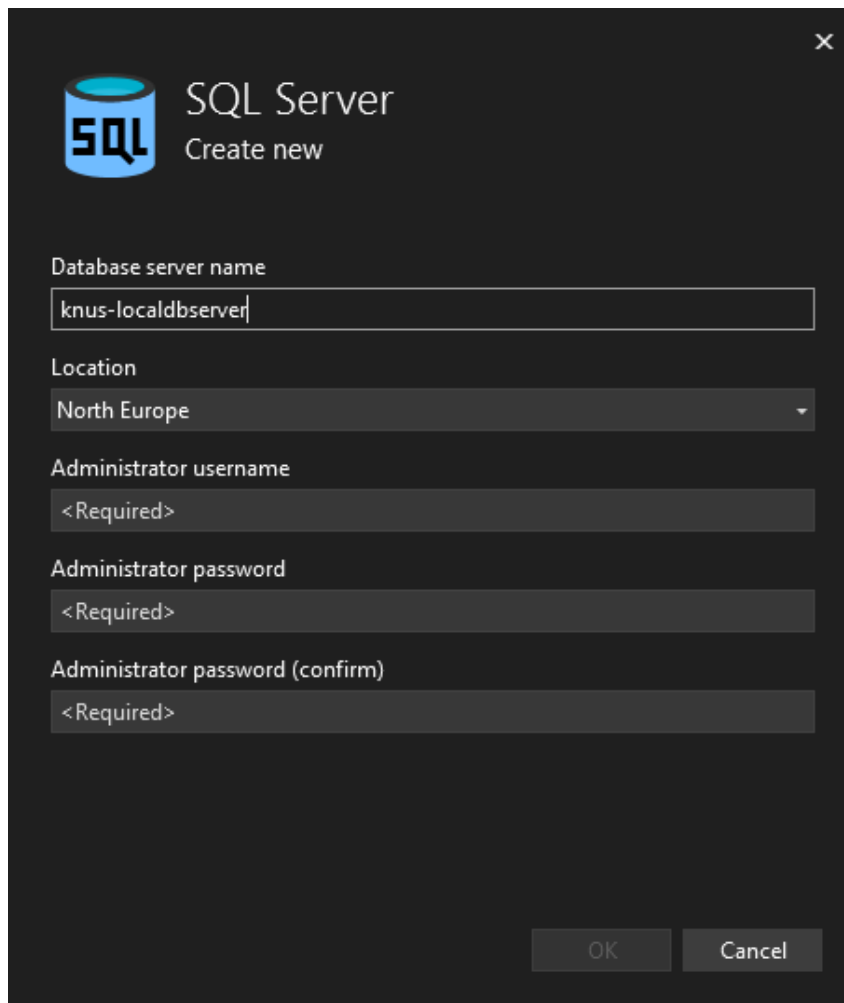 SQL Server
SQL
Create new
Database server name
knus-localdbserver
Location
North Europe
Administrator username
<Required>
Administrator password
<Required>
Administrator password (confirm)
<Required>
OK
Cancel